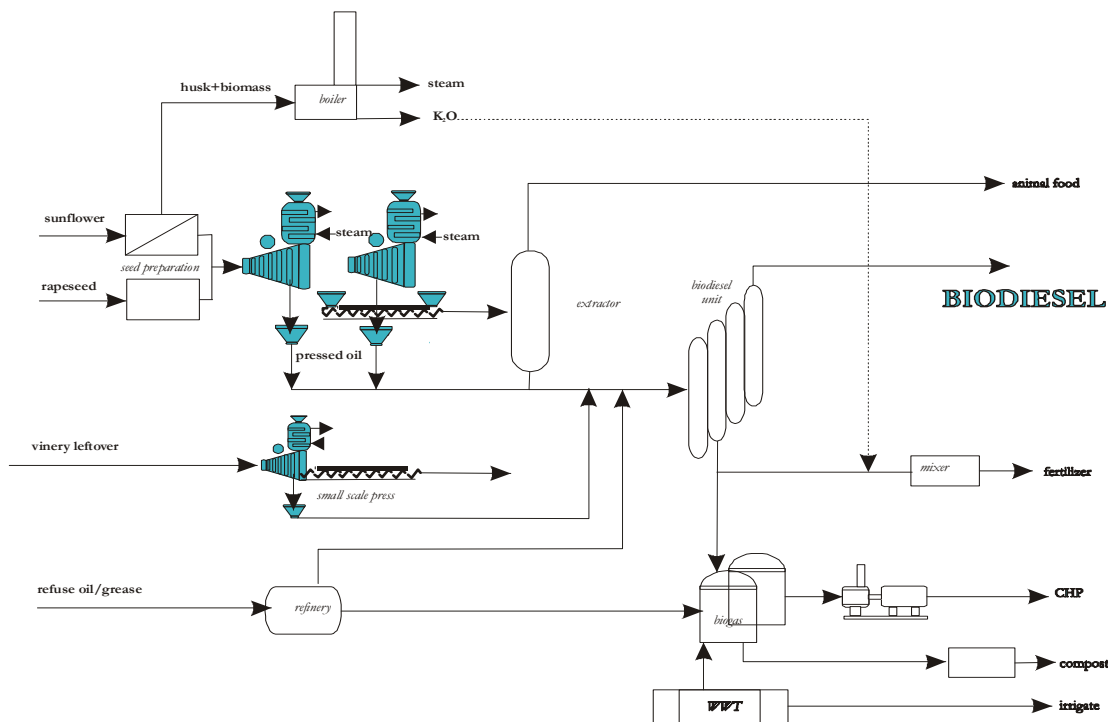 husk+biomass
boiler
steam
K₂O
animal food
sunflower
steam
steam
seed preparation
rapeseed
extractor
biodiesel
unit
BIODIESEL
pressed oil
vinery leftover
small scale press
mixer
fertilizer
refuse oil/grease
refinery
biogas
CHP
compost
WWT
irrigate